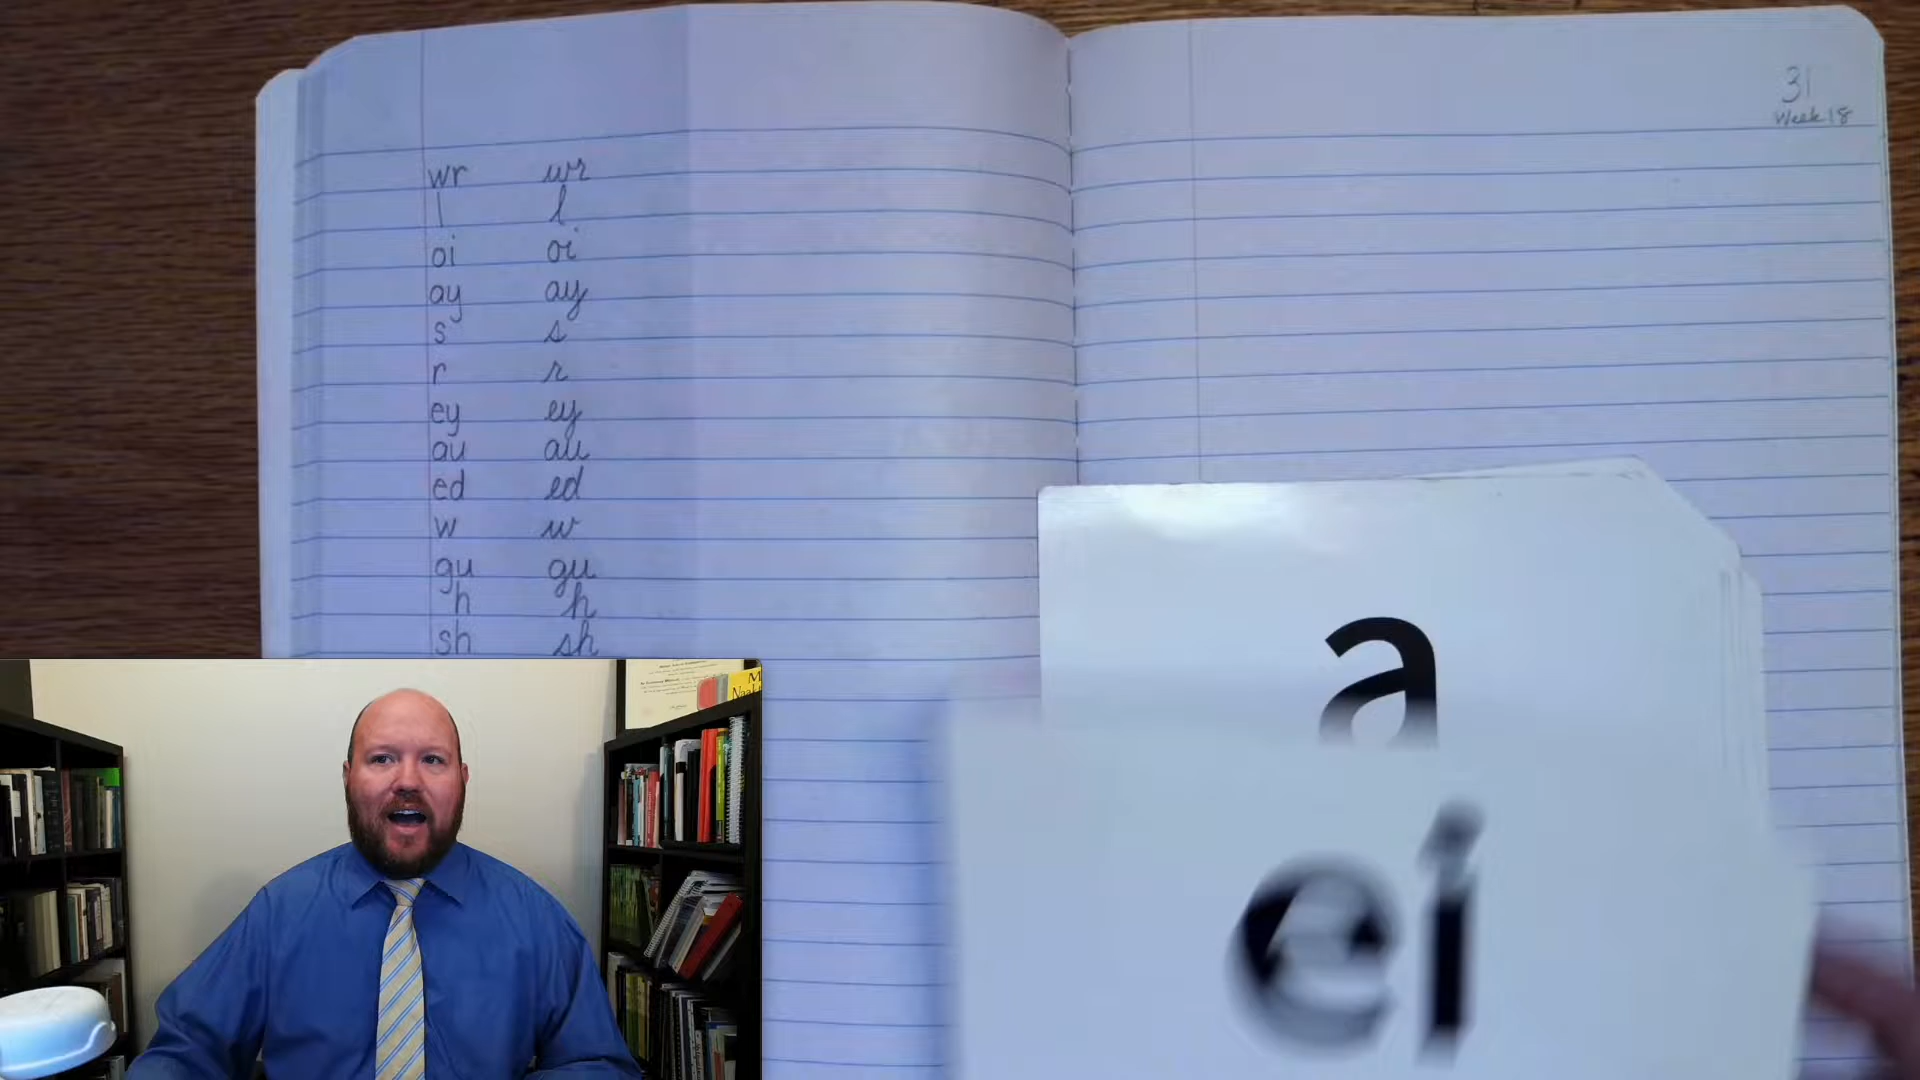 31
Week 18
wr wr
l l
oi oi
ay ay
s s
r r
ey ey
au au
ed ed
w w
gu gu
h h
sh sh
a
ei